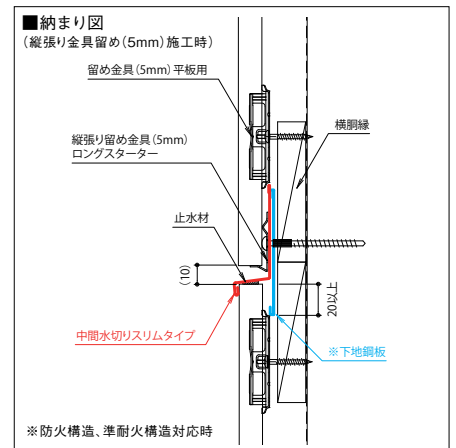 ■納まり図
(縦張り金具留め(5mm)施工時)
留め金具(5mm)平板用
横胴縁
縦張り留め金具(5mm)
ロングスターター
止水材
(10)
20以上
中間水切りスリムタイプ
※下地鋼板
※防火構造、準耐火構造対応時